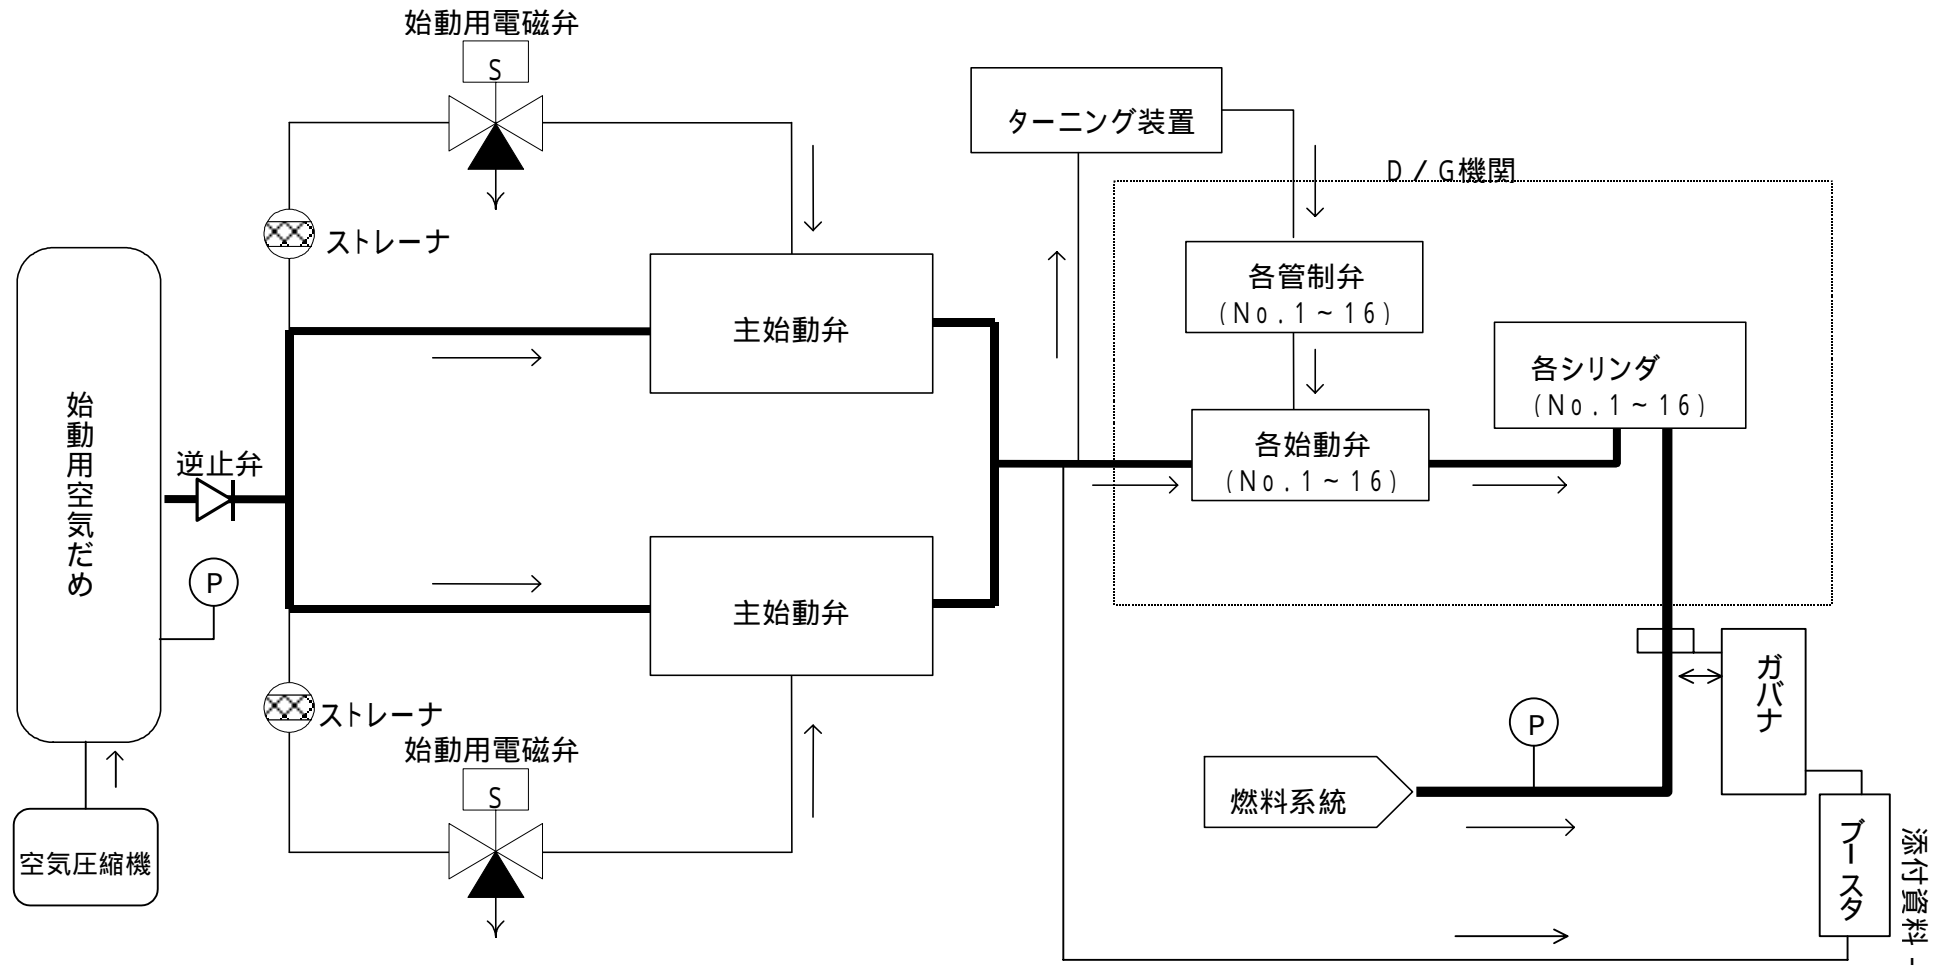 始動用電磁弁
S
ターニング装置
D/G機関
ストレーナ
各管制弁
(No.1~16)
主始動弁
各シリンダ
(No.1~16)
始動用空気だめ
逆止弁
各始動弁
(No.1~16)
P
主始動弁
ガバナ
ストレーナ
始動用電磁弁
S
P
燃料系統
空気圧縮機
ブースタ
添付資料